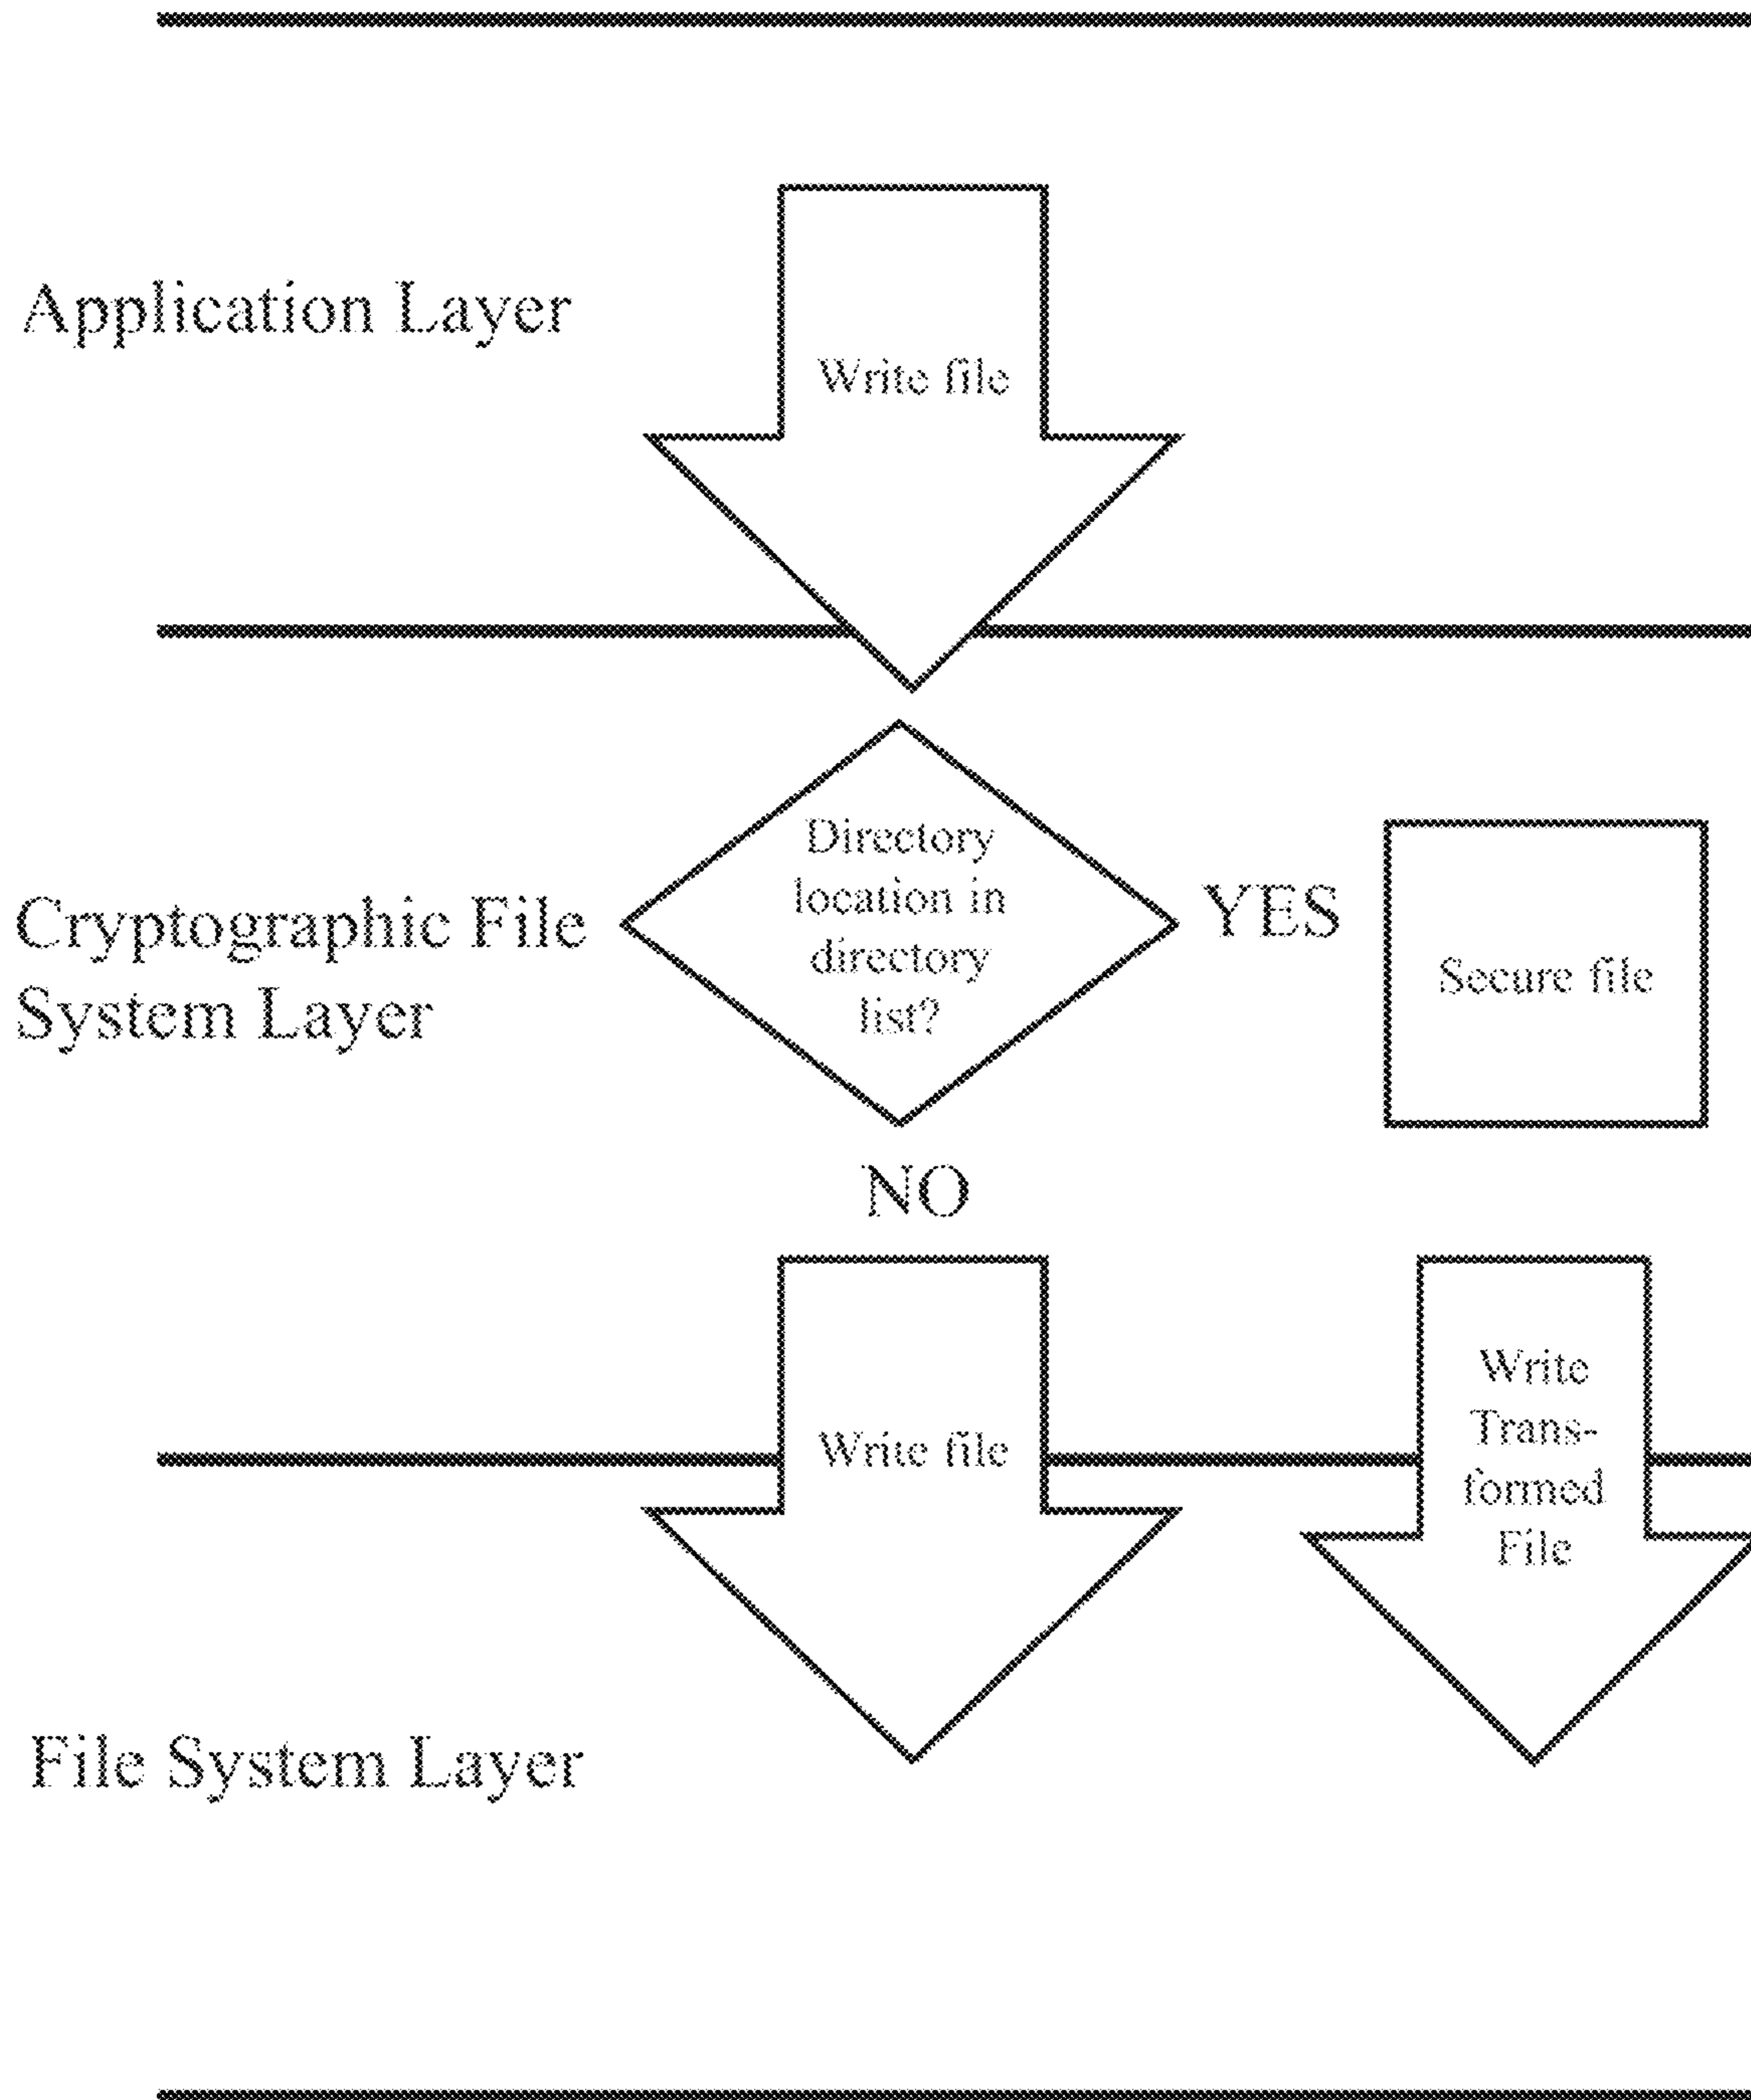 Application Layer
Write file
Cryptographic File
System Layer
Directory
location in
directory
list?
YES
Secure file
NO
Write file
Write
Trans-
formed
File
File System Layer